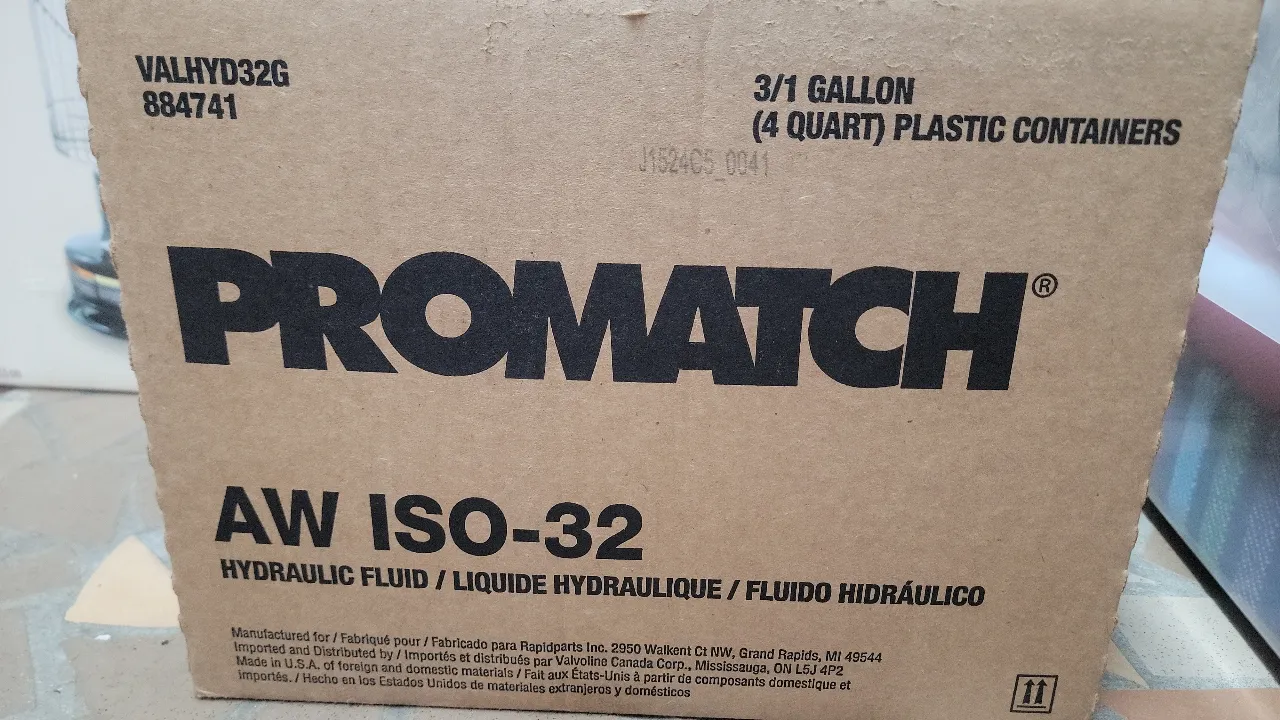 VALHYD32G
884741
3/1 GALLON
(4 QUART) PLASTIC CONTAINERS
J1524C5_0041
PROMATCH®
AW ISO-32
HYDRAULIC FLUID / LIQUIDE HYDRAULIQUE / FLUIDO HIDRÁULICO
Manufactured for / Fabriqué pour / Fabricado para Rapidparts Inc. 2950 Walkent Ct NW, Grand Rapids, MI 49544
Imported and Distributed by / Importés et distribués par Valvoline Canada Corp., Mississauga, ON L5J 4P2
Made in U.S.A. of foreign and domestic materials / Fait aux États-Unis à partir de composants domestique et
importés. / Hecho en los Estados Unidos de materiales extranjeros y domésticos